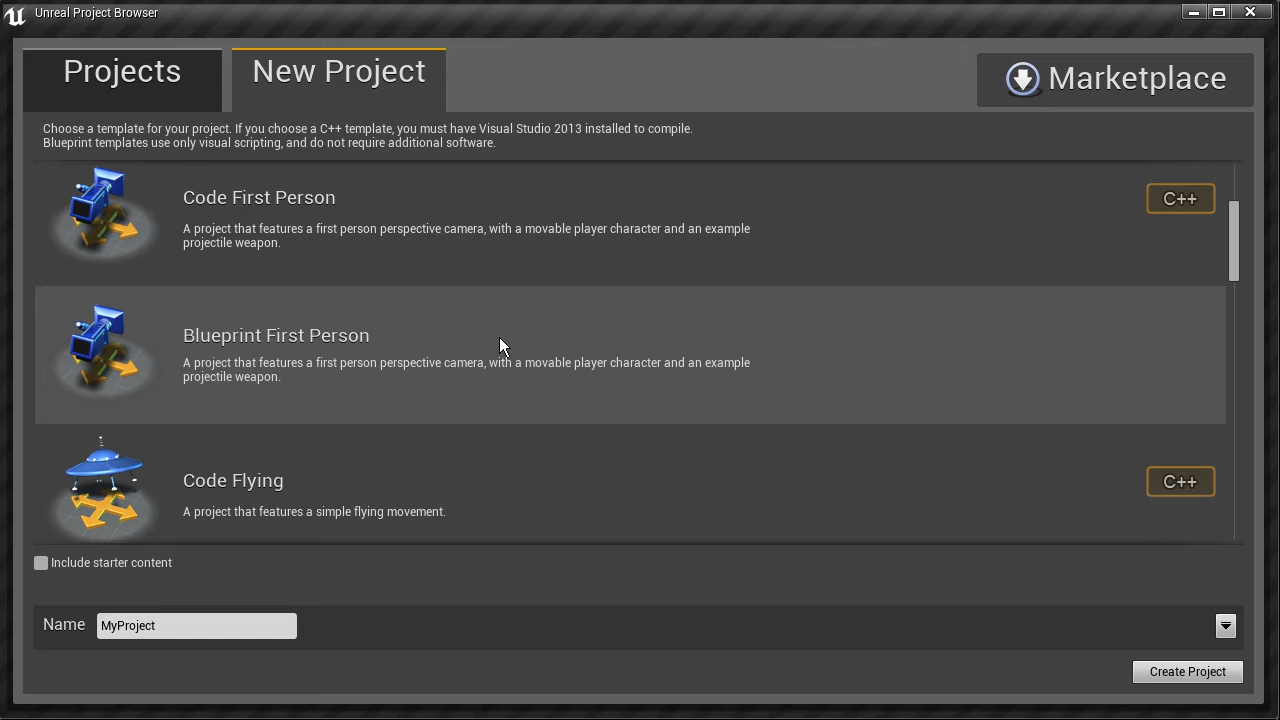 Unreal Project Browser
Projects
New Project
Marketplace
Choose a template for your project. If you choose a C++ template, you must have Visual Studio 2013 installed to compile.
Blueprint templates use only visual scripting, and do not require additional software.
Code First Person
C++
A project that features a first person perspective camera, with a movable player character and an example
projectile weapon.
Blueprint First Person
A project that features a first person perspective camera, with a movable player character and an example
projectile weapon.
Code Flying
C++
A project that features a simple flying movement.
Include starter content
Name
MyProject
Create Project